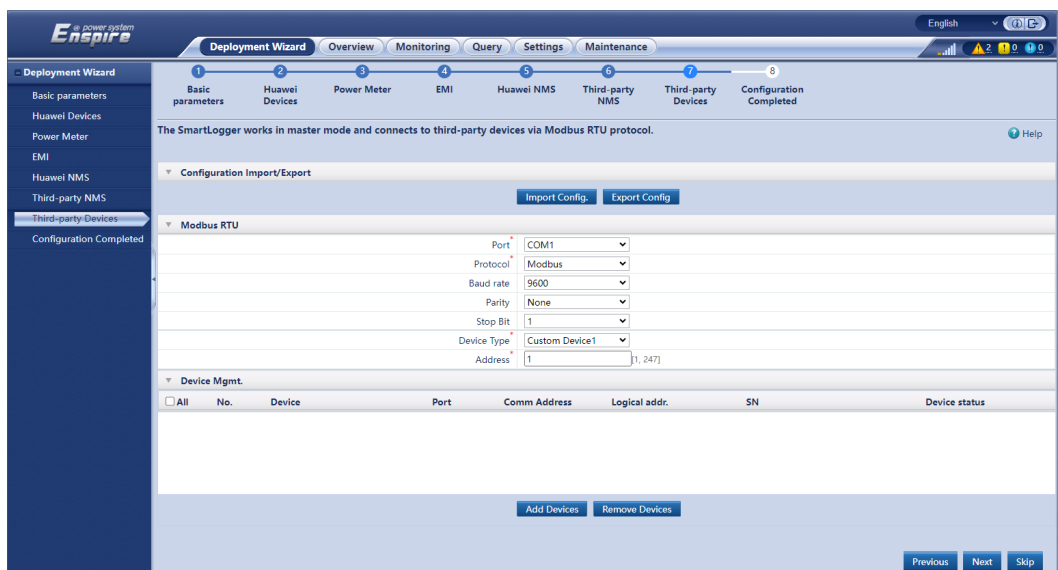 e power system
Enspire
English
Deployment Wizard
Overview
Monitoring
Query
Settings
Maintenance
2
0
0
Deployment Wizard
Basic parameters
Huawei Devices
Power Meter
EMI
Huawei NMS
Third-party NMS
Third-party Devices
Configuration Completed
1
2
3
4
5
6
7
8
Basic parameters
Huawei Devices
Power Meter
EMI
Huawei NMS
Third-party NMS
Third-party Devices
Configuration Completed
The SmartLogger works in master mode and connects to third-party devices via Modbus RTU protocol.
? Help
Configuration Import/Export
Import Config.
Export Config
Modbus RTU
Port* COM1
Protocol* Modbus
Baud rate 9600
Parity None
Stop Bit 1
Device Type* Custom Device1
Address* 1 [1, 247]
Device Mgmt.
All No. Device Port Comm Address Logical addr. SN Device status
Add Devices
Remove Devices
Previous
Next
Skip